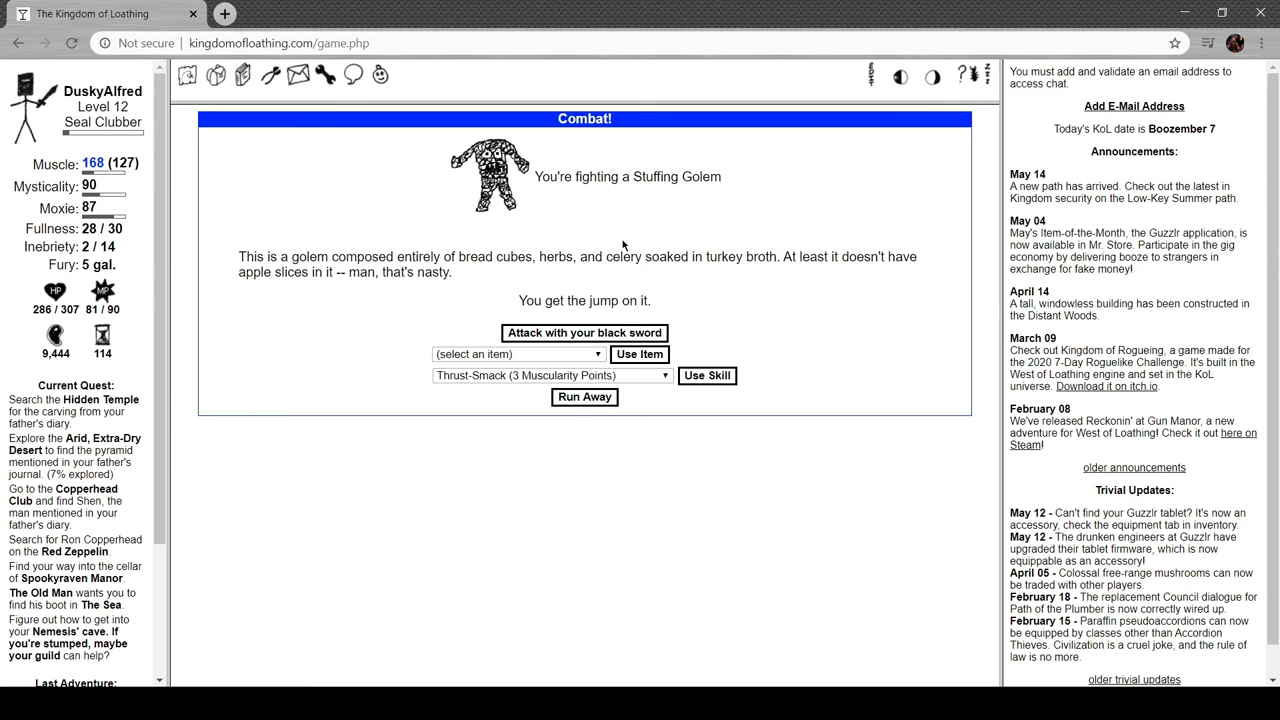 The Kingdom of Loathing
Not secure | kingdomofloathing.com/game.php
DuskyAlfred
Level 12
Seal Clubber
Muscle: 168 (127)
Mysticality: 90
Moxie: 87
Fullness: 28 / 30
Inebriety: 2 / 14
Fury: 5 gal.
HP MP
286 / 307 81 / 90
9,444 114
Current Quest:
Search the Hidden Temple
for the carving from your
father's diary.
Explore the Arid, Extra-Dry
Desert to find the pyramid
mentioned in your father's
journal. (7% explored)
Go to the Copperhead
Club and find Shen, the
man mentioned in your
father's diary.
Search for Ron Copperhead
on the Red Zeppelin.
Find your way into the cellar
of Spookyraven Manor.
The Old Man wants you to
find his boot in The Sea.
Figure out how to get into
your Nemesis' cave. If
you're stumped, maybe
your guild can help?
Last Adventure:
Combat!
You're fighting a Stuffing Golem
This is a golem composed entirely of bread cubes, herbs, and celery soaked in turkey broth. At least it doesn't have
apple slices in it -- man, that's nasty.
You get the jump on it.
Attack with your black sword
(select an item) Use Item
Thrust-Smack (3 Muscularity Points) Use Skill
Run Away
You must add and validate an email address to
access chat.
Add E-Mail Address
Today's KoL date is Boozember 7
Announcements:
May 14
A new path has arrived. Check out the latest in
Kingdom security on the Low-Key Summer path.
May 04
May's Item-of-the-Month, the Guzzlr application, is
now available in Mr. Store. Participate in the gig
economy by delivering booze to strangers in
exchange for fake money!
April 14
A tall, windowless building has been constructed in
the Distant Woods.
March 09
Check out Kingdom of Rogueing, a game made for
the 2020 7-Day Roguelike Challenge. It's built in the
West of Loathing engine and set in the KoL
universe. Download it on itch.io.
February 08
We've released Reckonin' at Gun Manor, a new
adventure for West of Loathing! Check it out here on
Steam!
older announcements
Trivial Updates:
May 12 - Can't find your Guzzlr tablet? It's now an
accessory, check the equipment tab in inventory.
May 12 - The drunken engineers at Guzzlr have
upgraded their tablet firmware, which is now
equippable as an accessory!
April 05 - Colossal free-range mushrooms can now
be traded with other players.
February 18 - The replacement Council dialogue for
Path of the Plumber is now correctly wired up.
February 15 - Paraffin pseudoaccordions can now
be equipped by classes other than Accordion
Thieves. Civilization is a cruel joke, and the rule of
law is no more.
older trivial updates